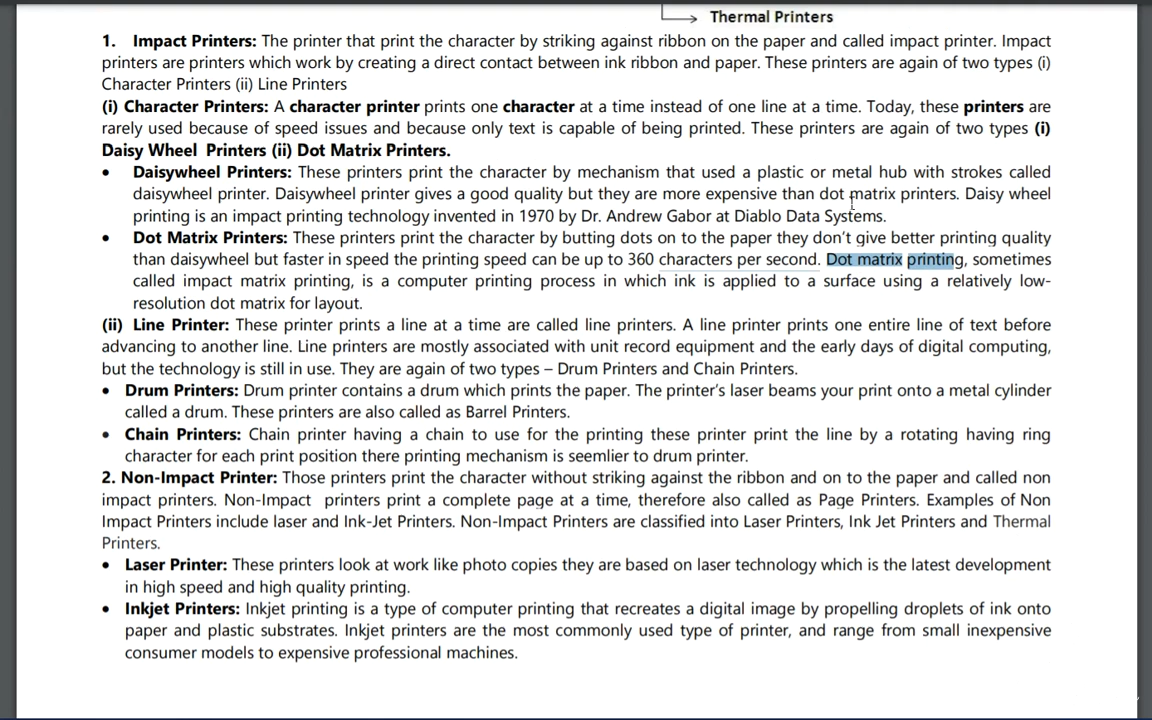 Thermal Printers
1. Impact Printers: The printer that print the character by striking against ribbon on the paper and called impact printer. Impact
printers are printers which work by creating a direct contact between ink ribbon and paper. These printers are again of two types (i)
Character Printers (ii) Line Printers
(i) Character Printers: A character printer prints one character at a time instead of one line at a time. Today, these printers are
rarely used because of speed issues and because only text is capable of being printed. These printers are again of two types (i)
Daisy Wheel Printers (ii) Dot Matrix Printers.
• Daisywheel Printers: These printers print the character by mechanism that used a plastic or metal hub with strokes called
daisywheel printer. Daisywheel printer gives a good quality but they are more expensive than dot matrix printers. Daisy wheel
printing is an impact printing technology invented in 1970 by Dr. Andrew Gabor at Diablo Data Systems.
• Dot Matrix Printers: These printers print the character by butting dots on to the paper they don't give better printing quality
than daisywheel but faster in speed the printing speed can be up to 360 characters per second. Dot matrix printing, sometimes
called impact matrix printing, is a computer printing process in which ink is applied to a surface using a relatively low-
resolution dot matrix for layout.
(ii) Line Printer: These printer prints a line at a time are called line printers. A line printer prints one entire line of text before
advancing to another line. Line printers are mostly associated with unit record equipment and the early days of digital computing,
but the technology is still in use. They are again of two types – Drum Printers and Chain Printers.
• Drum Printers: Drum printer contains a drum which prints the paper. The printer's laser beams your print onto a metal cylinder
called a drum. These printers are also called as Barrel Printers.
• Chain Printers: Chain printer having a chain to use for the printing these printer print the line by a rotating having ring
character for each print position there printing mechanism is seemlier to drum printer.
2. Non-Impact Printer: Those printers print the character without striking against the ribbon and on to the paper and called non
impact printers. Non-Impact printers print a complete page at a time, therefore also called as Page Printers. Examples of Non
Impact Printers include laser and Ink-Jet Printers. Non-Impact Printers are classified into Laser Printers, Ink Jet Printers and Thermal
Printers.
• Laser Printer: These printers look at work like photo copies they are based on laser technology which is the latest development
in high speed and high quality printing.
• Inkjet Printers: Inkjet printing is a type of computer printing that recreates a digital image by propelling droplets of ink onto
paper and plastic substrates. Inkjet printers are the most commonly used type of printer, and range from small inexpensive
consumer models to expensive professional machines.